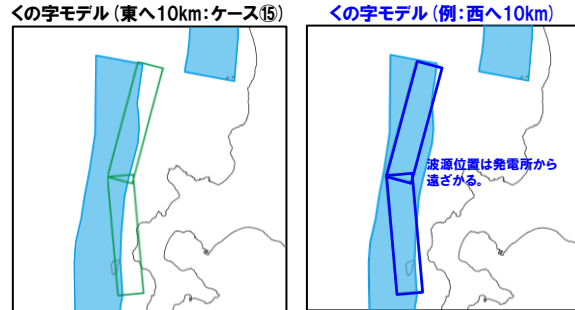 くの字モデル(東へ10km:ケース⑮)
くの字モデル(例:西へ10km)
波源位置は発電所から
遠ざかる。